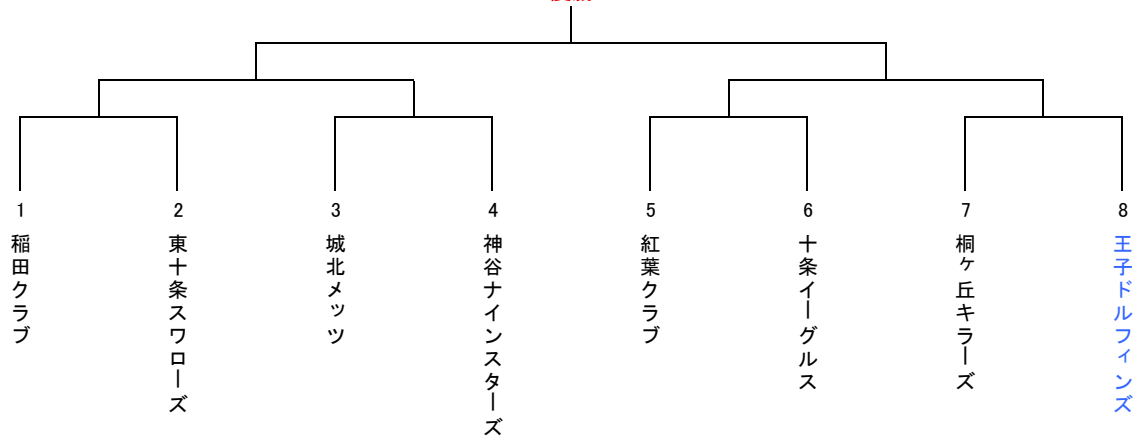 1
稲田クラブ
2
東十条スワローズ
3
城北メッツ
4
神谷ナインスターズ
5
紅葉クラブ
6
十条イーグルス
7
桐ケ丘キラーズ
8
王子ドルフィンズ